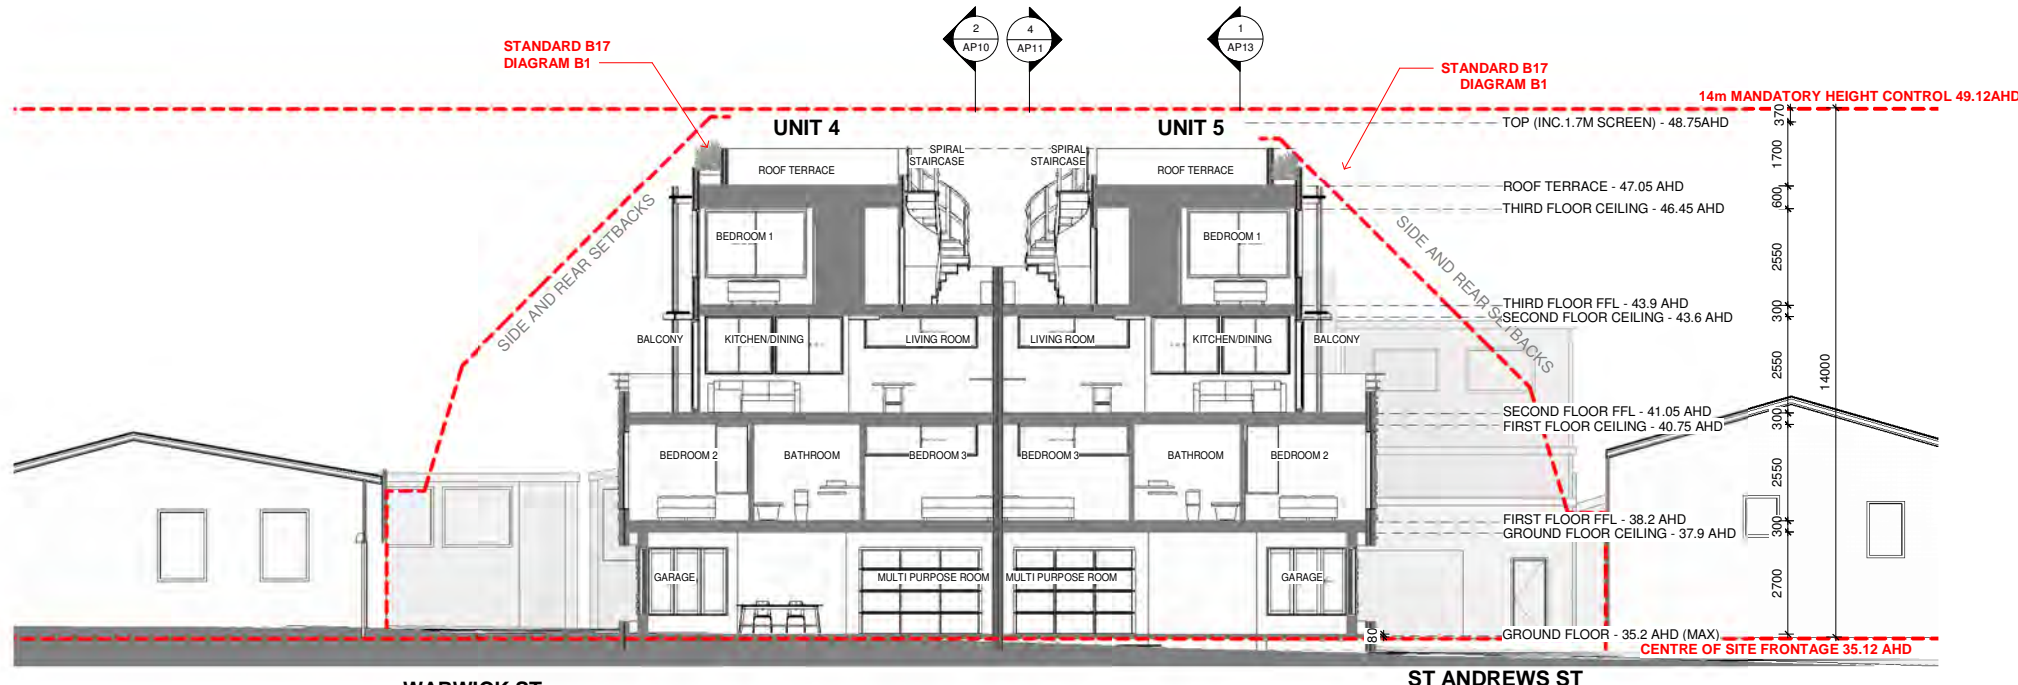 2
AP10
4
AP11
1
AP13
STANDARD B17
DIAGRAM B1
STANDARD B17
DIAGRAM B1
14m MANDATORY HEIGHT CONTROL 49.12AHD
UNIT 4
UNIT 5
TOP (INC.1.7M SCREEN) - 48.75AHD
370
SPIRAL
STAIRCASE
SPIRAL
STAIRCASE
ROOF TERRACE
ROOF TERRACE
1700
ROOF TERRACE - 47.05 AHD
600
THIRD FLOOR CEILING - 46.45 AHD
SIDE AND REAR SETBACKS
SIDE AND REAR SETBACKS
BEDROOM 1
BEDROOM 1
2550
THIRD FLOOR FFL - 43.9 AHD
300
SECOND FLOOR CEILING - 43.6 AHD
BALCONY
KITCHEN/DINING
LIVING ROOM
LIVING ROOM
KITCHEN/DINING
BALCONY
2550
14000
SECOND FLOOR FFL - 41.05 AHD
300
FIRST FLOOR CEILING - 40.75 AHD
BEDROOM 2
BATHROOM
BEDROOM 3
BEDROOM 3
BATHROOM
BEDROOM 2
2550
FIRST FLOOR FFL - 38.2 AHD
300
GROUND FLOOR CEILING - 37.9 AHD
GARAGE
MULTI PURPOSE ROOM
MULTI PURPOSE ROOM
GARAGE
2700
80
GROUND FLOOR - 35.2 AHD (MAX)
CENTRE OF SITE FRONTAGE 35.12 AHD
WARWICK ST
ST ANDREWS ST